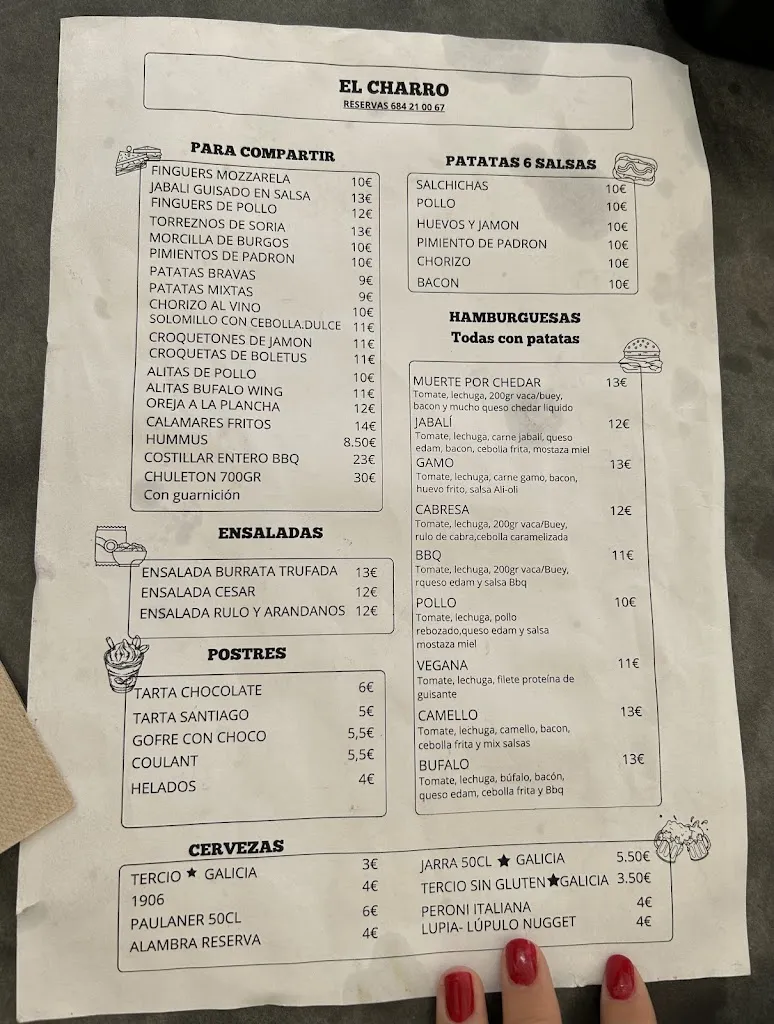 EL CHARRO
RESERVAS 684 21 00 67
PARA COMPARTIR
FINGUERS MOZZARELA 10€
JABALI GUISADO EN SALSA 13€
FINGUERS DE POLLO 12€
TORREZNOS DE SORIA 13€
MORCILLA DE BURGOS 10€
PIMIENTOS DE PADRON 10€
PATATAS BRAVAS 9€
PATATAS MIXTAS 9€
CHORIZO AL VINO 10€
SOLOMILLO CON CEBOLLA.DULCE 11€
CROQUETONES DE JAMON 11€
CROQUETAS DE BOLETUS 11€
ALITAS DE POLLO 10€
ALITAS BUFALO WING 11€
OREJA A LA PLANCHA 12€
CALAMARES FRITOS 14€
HUMMUS 8.50€
COSTILLAR ENTERO BBQ 23€
CHULETON 700GR 30€
Con guarnición
ENSALADAS
ENSALADA BURRATA TRUFADA 13€
ENSALADA CESAR 12€
ENSALADA RULO Y ARANDANOS 12€
POSTRES
TARTA CHOCOLATE 6€
TARTA SANTIAGO 5€
GOFRE CON CHOCO 5,5€
COULANT 5,5€
HELADOS 4€
PATATAS 6 SALSAS
SALCHICHAS 10€
POLLO 10€
HUEVOS Y JAMON 10€
PIMIENTO DE PADRON 10€
CHORIZO 10€
BACON 10€
HAMBURGUESAS
Todas con patatas
MUERTE POR CHEDAR 13€
Tomate, lechuga, 200gr vaca/buey,
bacon y mucho queso chedar liquido
JABALÍ 12€
Tomate, lechuga, carne jabalí, queso
edam, bacon, cebolla frita, mostaza miel
GAMO 13€
Tomate, lechuga, carne gamo, bacon,
huevo frito, salsa Ali-oli
CABRESA 12€
Tomate, lechuga, 200gr vaca/Buey,
rulo de cabra,cebolla caramelizada
BBQ 11€
Tomate, lechuga, 200gr vaca/Buey,
rqueso edam y salsa Bbq
POLLO 10€
Tomate, lechuga, pollo
rebozado,queso edam y salsa
mostaza miel
VEGANA 11€
Tomate, lechuga, filete proteína de
guisante
CAMELLO 13€
Tomate, lechuga, camello, bacon,
cebolla frita y mix salsas
BUFALO 13€
Tomate, lechuga, búfalo, bacón,
queso edam, cebolla frita y Bbq
CERVEZAS
TERCIO ★ GALICIA 3€
1906 4€
PAULANER 50CL 6€
ALAMBRA RESERVA 4€
JARRA 50CL ★ GALICIA 5.50€
TERCIO SIN GLUTEN★GALICIA 3.50€
PERONI ITALIANA 4€
LUPIA- LÚPULO NUGGET 4€